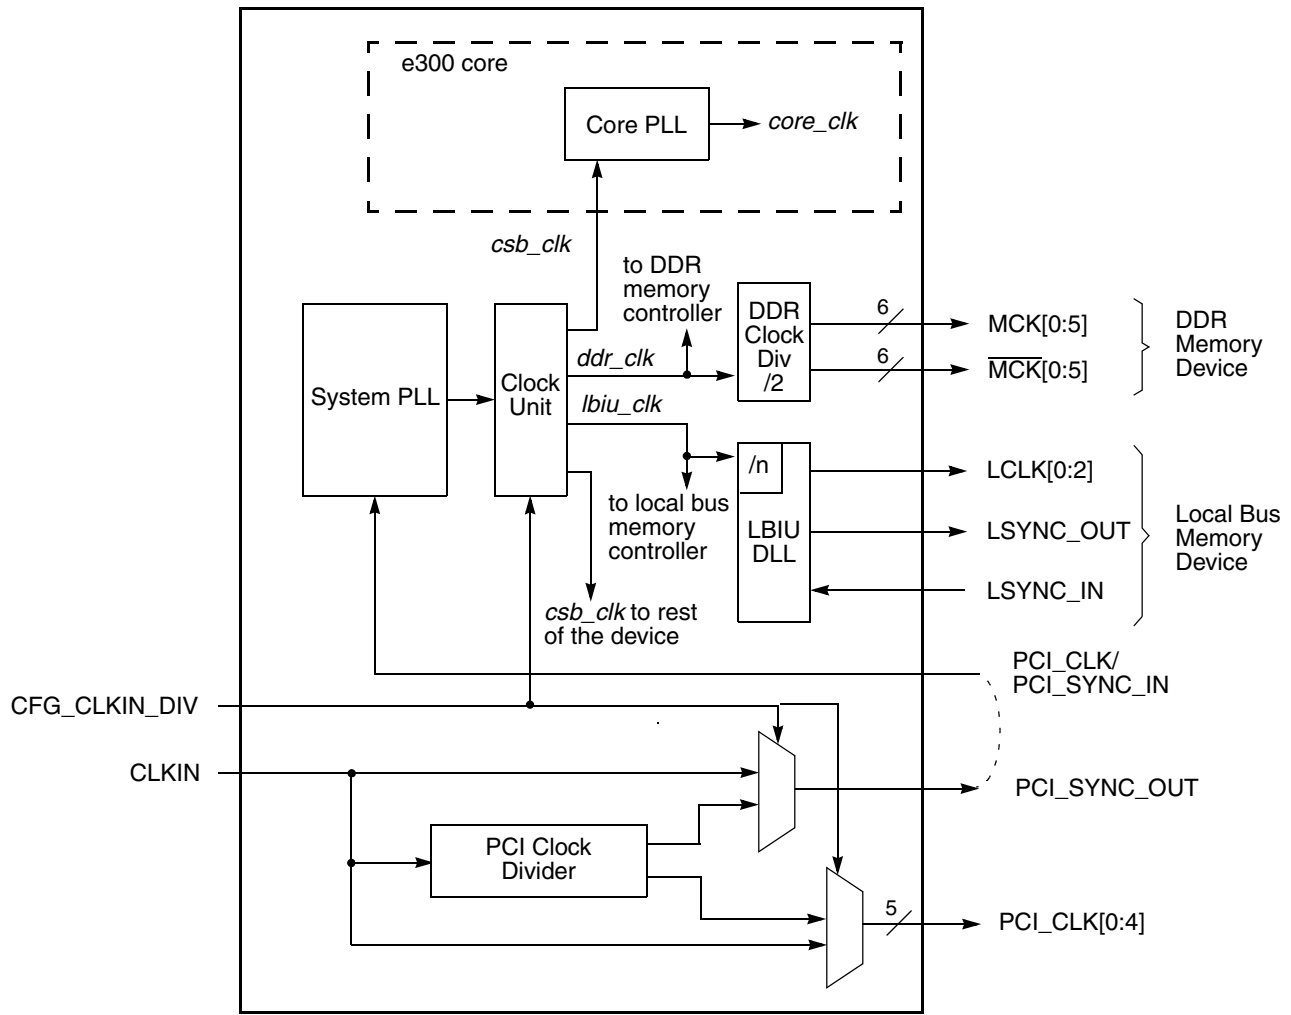 e300 core
Core PLL
core_clk
csb_clk
to DDR
memory
controller
DDR
Clock
Div
/2
6
MCK[0:5]
6
M̅C̅K̅[0:5]
DDR
Memory
Device
System PLL
Clock
Unit
ddr_clk
lbiu_clk
/n
LBIU
DLL
to local bus
memory
controller
LCLK[0:2]
LSYNC_OUT
LSYNC_IN
Local Bus
Memory
Device
csb_clk to rest
of the device
PCI_CLK/
PCI_SYNC_IN
CFG_CLKIN_DIV
CLKIN
PCI_SYNC_OUT
PCI Clock
Divider
5
PCI_CLK[0:4]